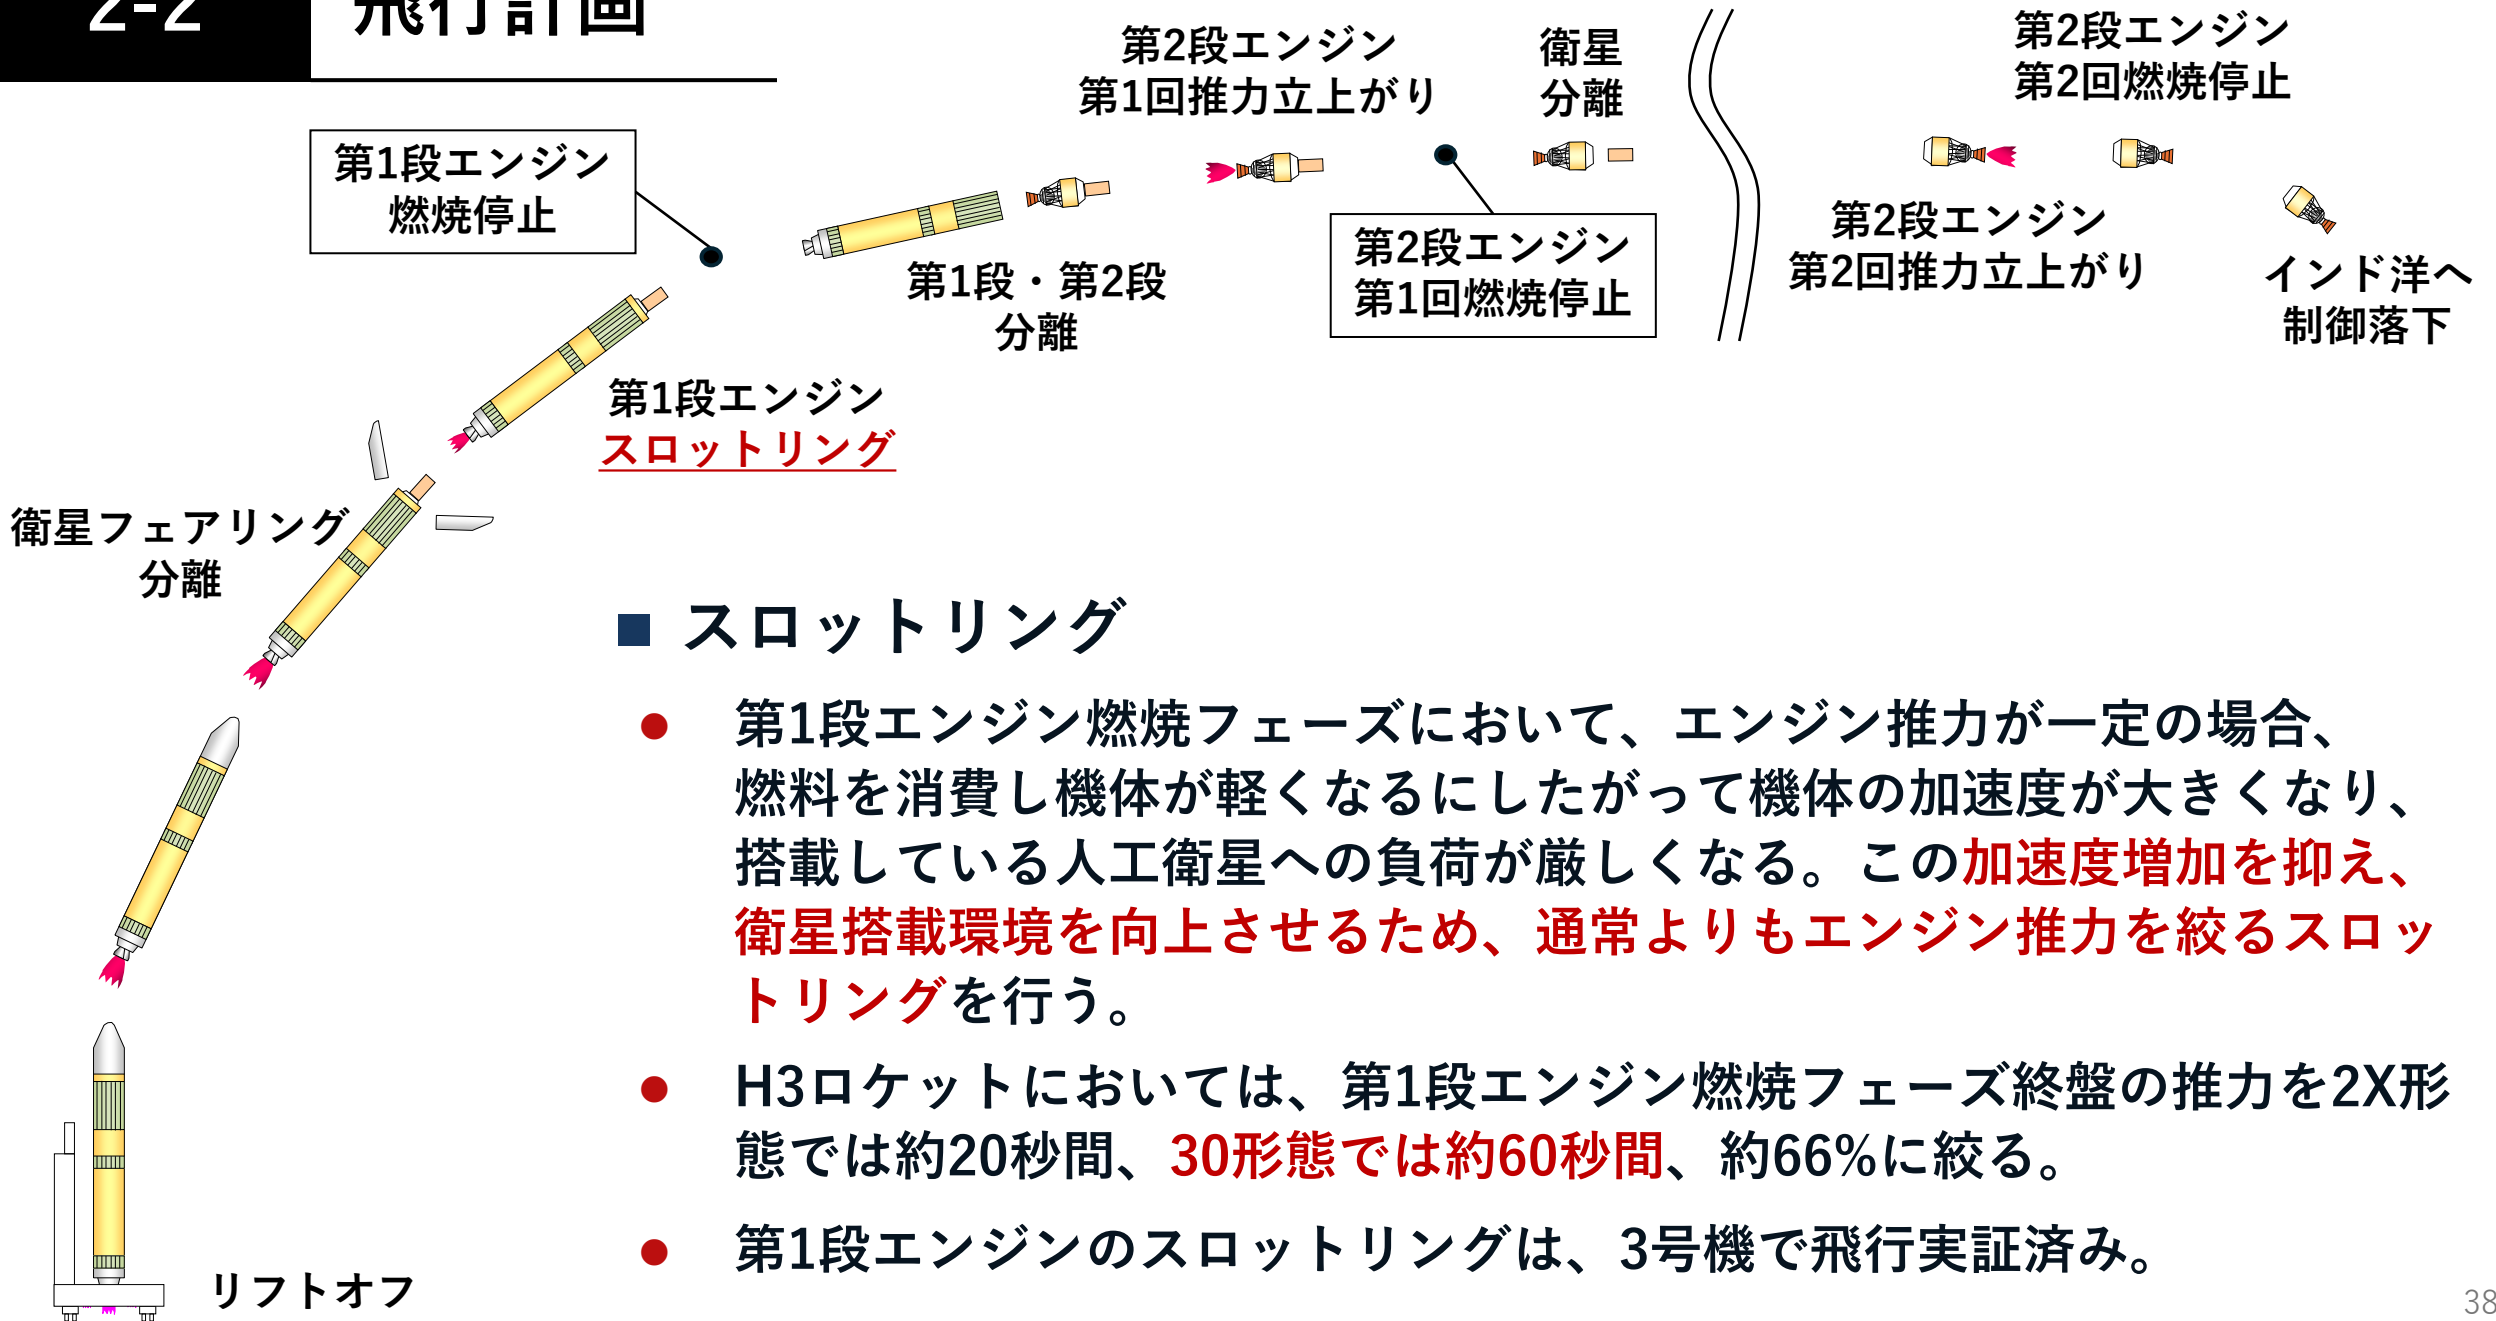 2-2 飛行計画
第2段エンジン
第1回推力立上がり
衛星
分離
第2段エンジン
第2回燃焼停止
第1段エンジン
燃焼停止
第1段・第2段
分離
第2段エンジン
第1回燃焼停止
第2段エンジン
第2回推力立上がり
インド洋へ
制御落下
第1段エンジン
スロットリング
衛星フェアリング
分離
スロットリング
第1段エンジン燃焼フェーズにおいて、エンジン推力が一定の場合、
燃料を消費し機体が軽くなるにしたがって機体の加速度が大きくなり、
搭載している人工衛星への負荷が厳しくなる。この加速度増加を抑え、
衛星搭載環境を向上させるため、通常よりもエンジン推力を絞るスロッ
トリングを行う。
H3ロケットにおいては、第1段エンジン燃焼フェーズ終盤の推力を2X形
態では約20秒間、30形態では約60秒間、約66%に絞る。
第1段エンジンのスロットリングは、3号機で飛行実証済み。
リフトオフ
38